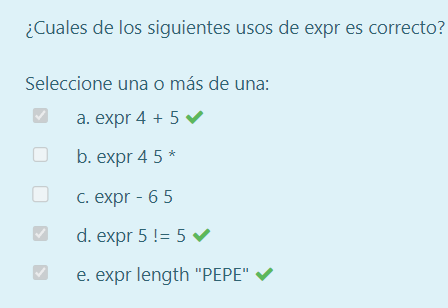 ¿Cuales de los siguientes usos de expr es correcto?
Seleccione una o más de una:
a. expr 4 + 5
b. expr 4 5 *
c. expr - 6 5
d. expr 5 != 5
e. expr length "PEPE"